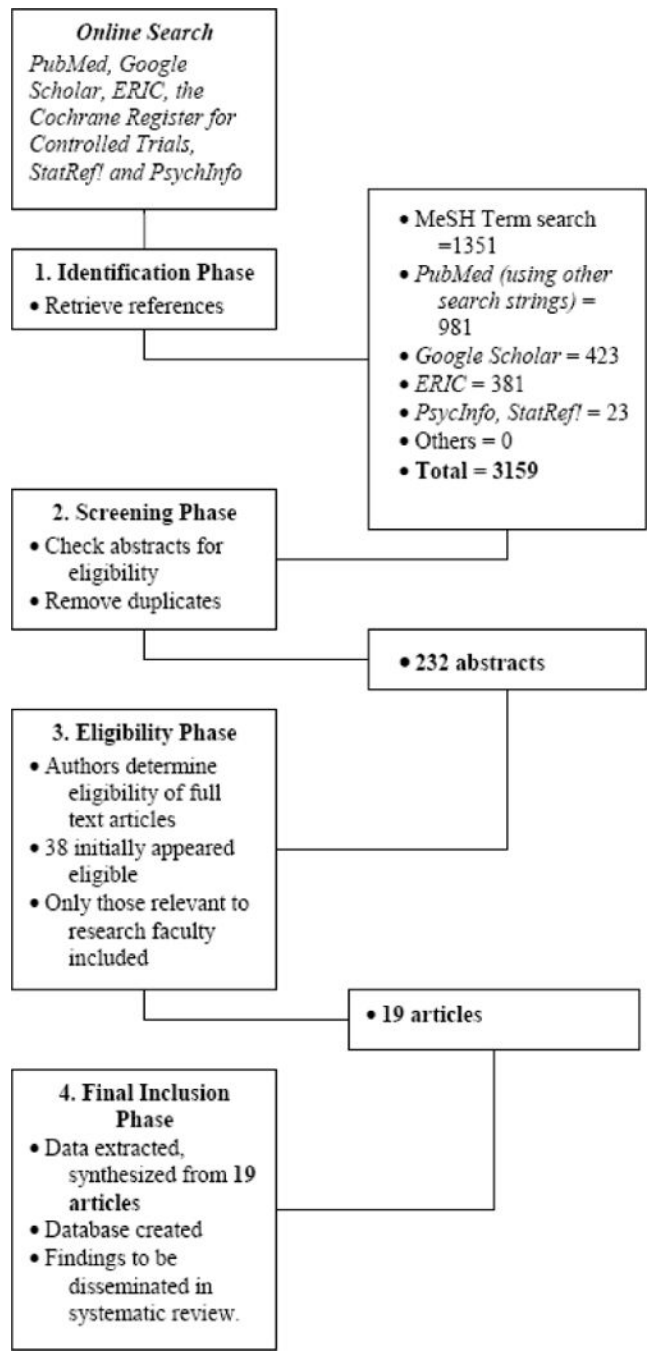 Online Search
PubMed, Google
Scholar, ERIC, the
Cochrane Register for
Controlled Trials,
StatRef! and PsychInfo
1. Identification Phase
• Retrieve references
• MeSH Term search
=1351
• PubMed (using other
search strings) =
981
• Google Scholar = 423
• ERIC = 381
• PsycInfo, StatRef! = 23
• Others = 0
• Total = 3159
2. Screening Phase
• Check abstracts for
eligibility
• Remove duplicates
• 232 abstracts
3. Eligibility Phase
• Authors determine
eligibility of full
text articles
• 38 initially appeared
eligible
• Only those relevant to
research faculty
included
• 19 articles
4. Final Inclusion
Phase
• Data extracted,
synthesized from 19
articles
• Database created
• Findings to be
disseminated in
systematic review.